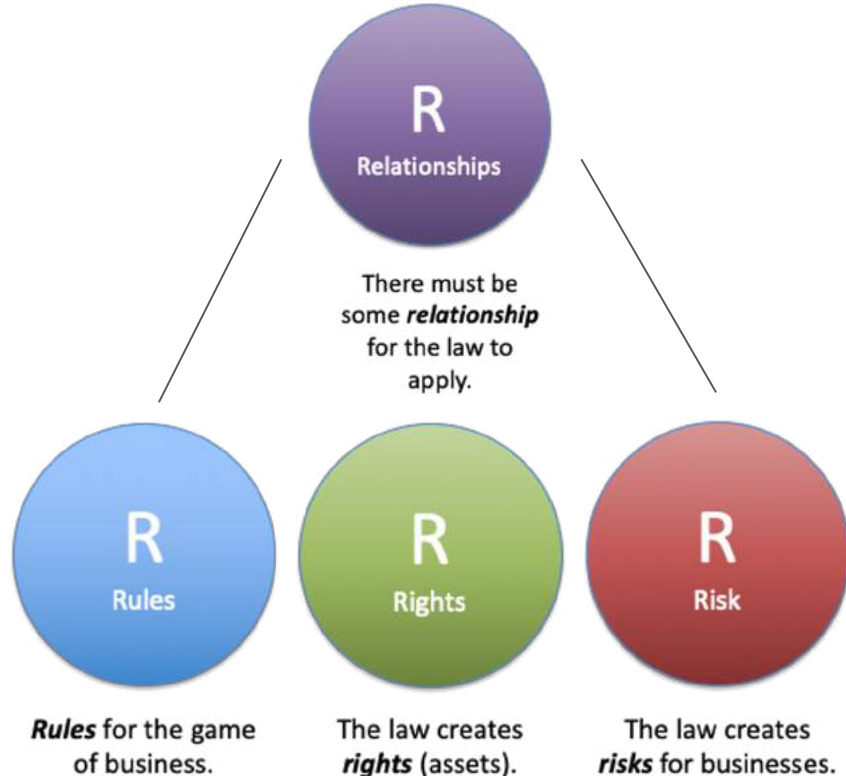 R
Relationships
There must be
some relationship
for the law to
apply.
R
Rules
R
Rights
R
Risk
Rules for the game
of business.
The law creates
rights (assets).
The law creates
risks for businesses.